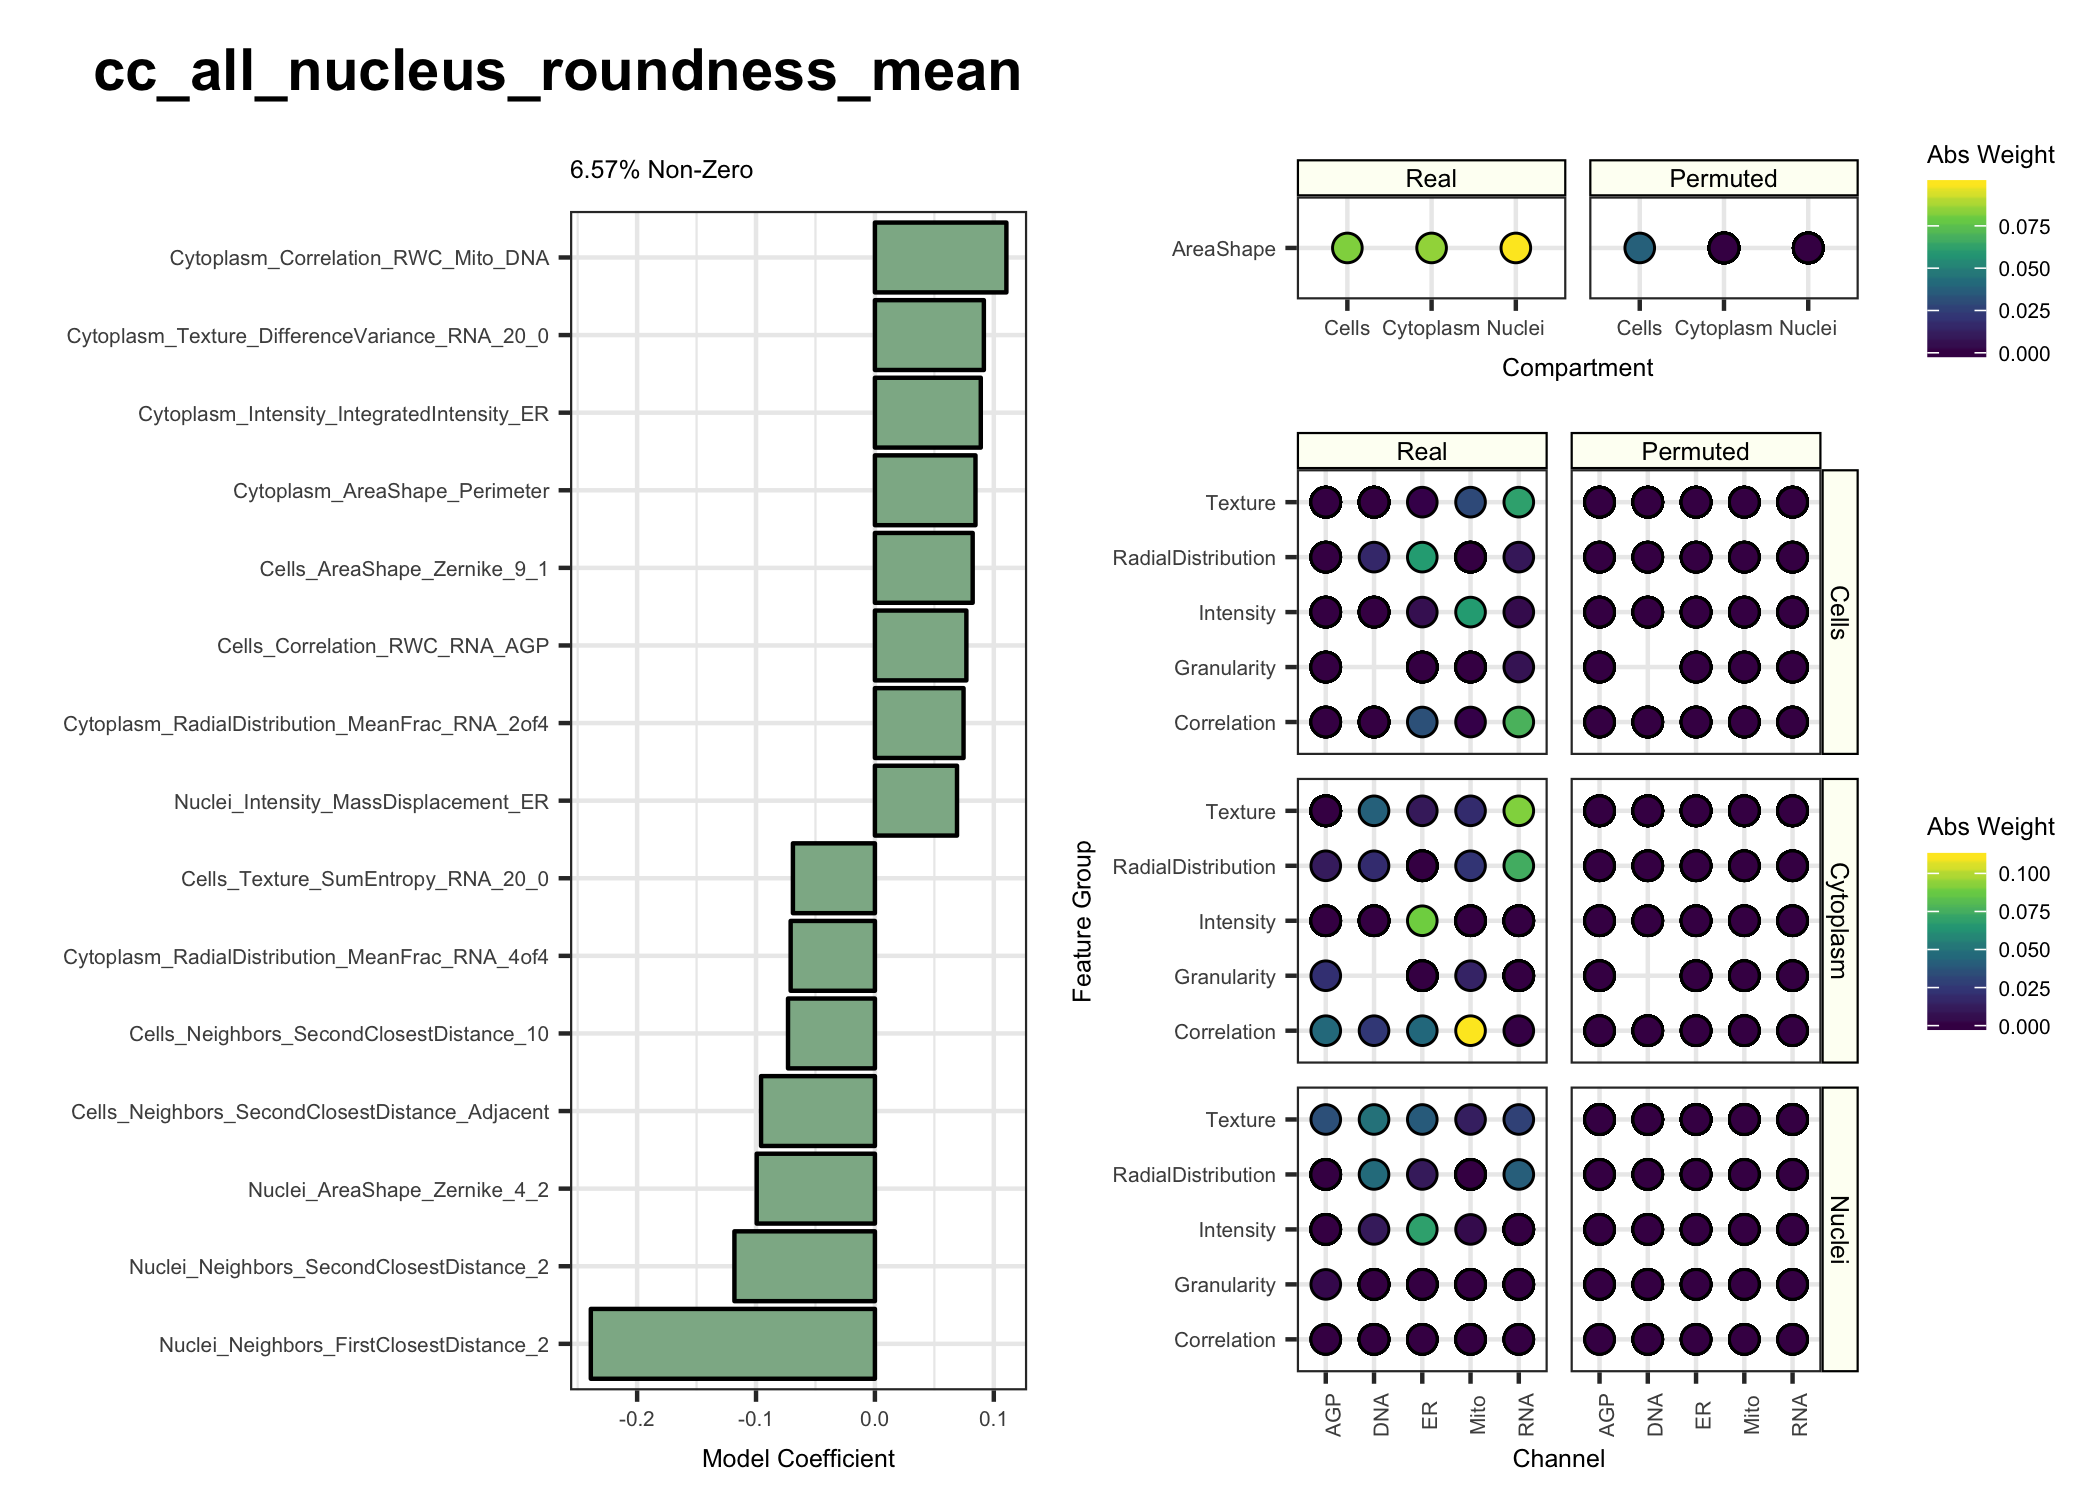 cc_all_nucleus_roundness_mean
6.57% Non-Zero
Cytoplasm_Correlation_RWC_Mito_DNA
Cytoplasm_Texture_DifferenceVariance_RNA_20_0
Cytoplasm_Intensity_IntegratedIntensity_ER
Cytoplasm_AreaShape_Perimeter
Cells_AreaShape_Zernike_9_1
Cells_Correlation_RWC_RNA_AGP
Cytoplasm_RadialDistribution_MeanFrac_RNA_2of4
Nuclei_Intensity_MassDisplacement_ER
Cells_Texture_SumEntropy_RNA_20_0
Cytoplasm_RadialDistribution_MeanFrac_RNA_4of4
Cells_Neighbors_SecondClosestDistance_10
Cells_Neighbors_SecondClosestDistance_Adjacent
Nuclei_AreaShape_Zernike_4_2
Nuclei_Neighbors_SecondClosestDistance_2
Nuclei_Neighbors_FirstClosestDistance_2
-0.2 -0.1 0.0 0.1
Model Coefficient
Real Permuted
AreaShape
Cells Cytoplasm Nuclei Cells Cytoplasm Nuclei
Compartment
Abs Weight
0.075
0.050
0.025
0.000
Real Permuted
Feature Group
Texture
RadialDistribution
Intensity
Granularity
Correlation
Cells
Texture
RadialDistribution
Intensity
Granularity
Correlation
Cytoplasm
Texture
RadialDistribution
Intensity
Granularity
Correlation
Nuclei
AGP DNA ER Mito RNA AGP DNA ER Mito RNA
Channel
Abs Weight
0.100
0.075
0.050
0.025
0.000